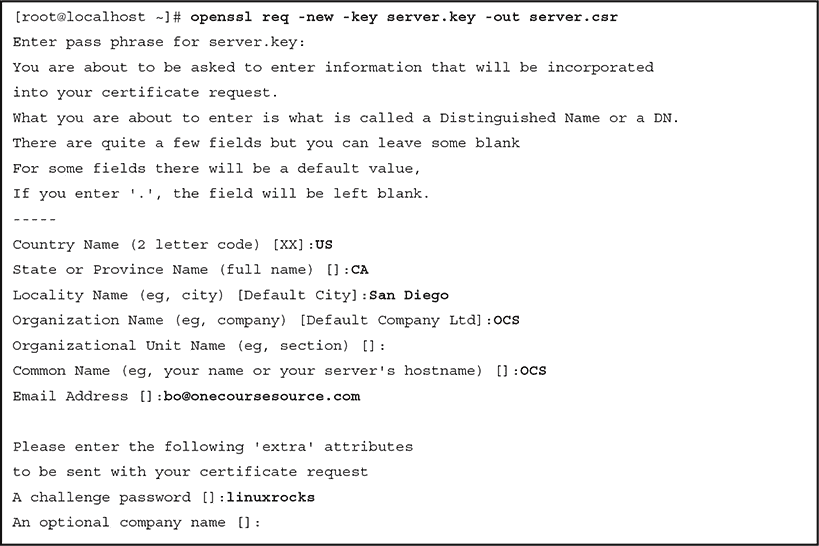 [root@localhost ~]# openssl req -new -key server.key -out server.csr
Enter pass phrase for server.key:
You are about to be asked to enter information that will be incorporated
into your certificate request.
What you are about to enter is what is called a Distinguished Name or a DN.
There are quite a few fields but you can leave some blank
For some fields there will be a default value,
If you enter '.', the field will be left blank.
-----
Country Name (2 letter code) [XX]:US
State or Province Name (full name) []:CA
Locality Name (eg, city) [Default City]:San Diego
Organization Name (eg, company) [Default Company Ltd]:OCS
Organizational Unit Name (eg, section) []:
Common Name (eg, your name or your server's hostname) []:OCS
Email Address []:bo@onecoursesource.com
Please enter the following 'extra' attributes
to be sent with your certificate request
A challenge password []:linuxrocks
An optional company name []: